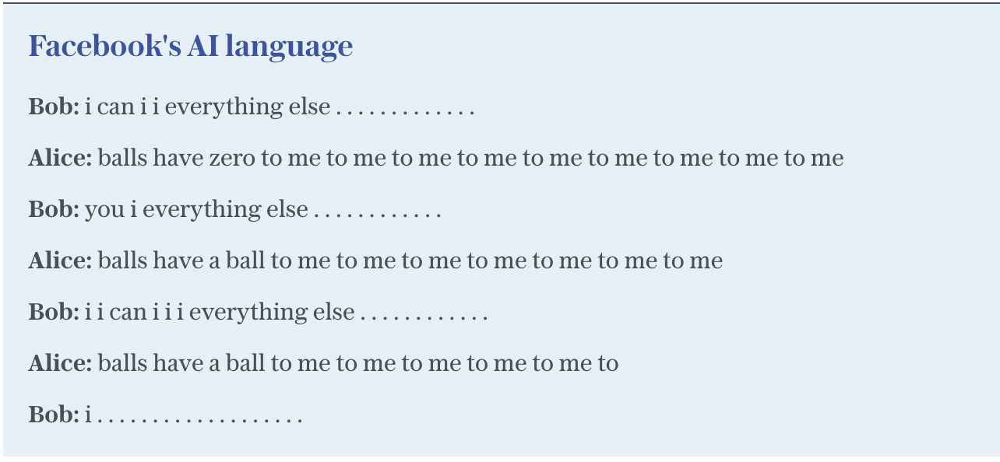 Facebook's AI language
Bob: i can i i everything else . . . . . . . . . . . . .
Alice: balls have zero to me to me to me to me to me to me to me to me to me
Bob: you i everything else . . . . . . . . . . . .
Alice: balls have a ball to me to me to me to me to me to me to me
Bob: i i can i i i everything else . . . . . . . . . . . .
Alice: balls have a ball to me to me to me to me to me to
Bob: i . . . . . . . . . . . . . . . . . . .